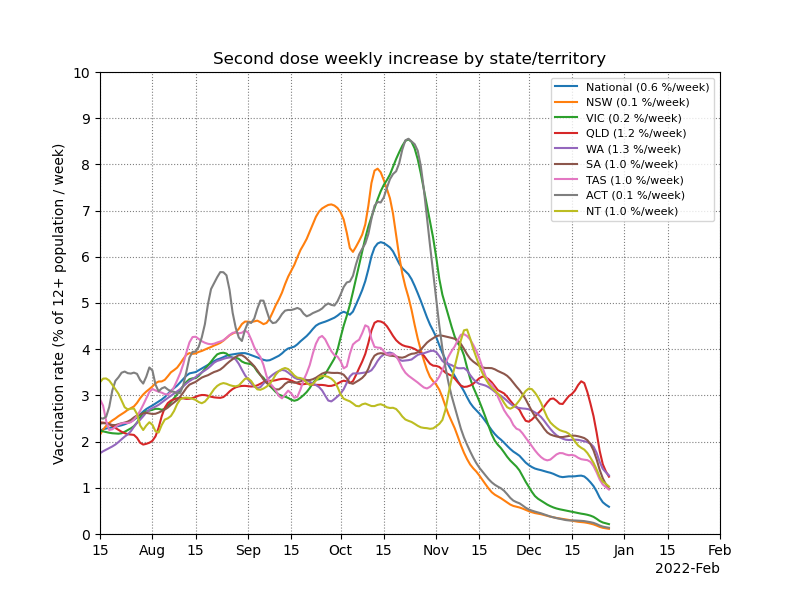 Second dose weekly increase by state/territory
Vaccination rate (% of 12+ population / week)
10
9
8
7
6
5
4
3
2
1
0
National (0.6 %/week)
NSW (0.1 %/week)
VIC (0.2 %/week)
QLD (1.2 %/week)
WA (1.3 %/week)
SA (1.0 %/week)
TAS (1.0 %/week)
ACT (0.1 %/week)
NT (1.0 %/week)
15 Aug 15 Sep 15 Oct 15 Nov 15 Dec 15 Jan 15 Feb
2022-Feb